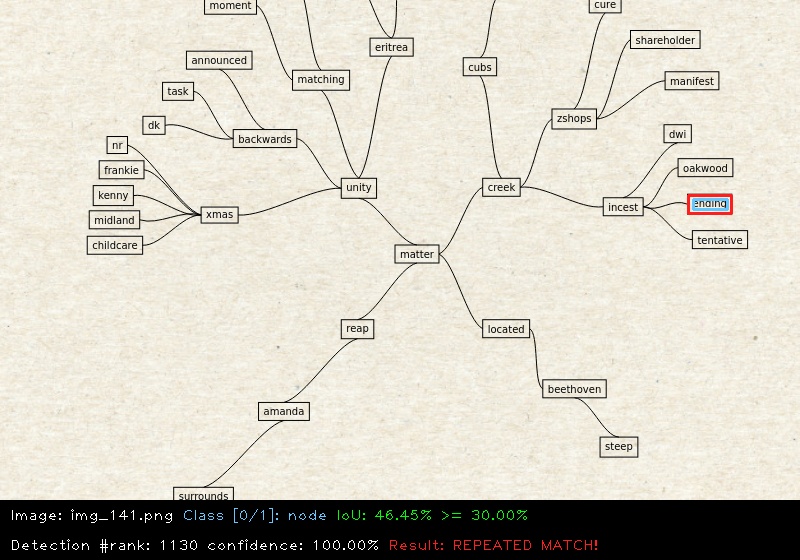 moment
cure
eritrea
shareholder
announced
cubs
matching
manifest
task
zshops
dk
backwards
dwi
nr
frankie
oakwood
unity
creek
kenny
incest
ending
midland
xmas
tentative
childcare
matter
reap
located
beethoven
amanda
steep
surrounds
Image: img_141.png Class [0/1]: node IoU: 46.45% >= 30.00%
Detection #rank: 1130 confidence: 100.00% Result: REPEATED MATCH!